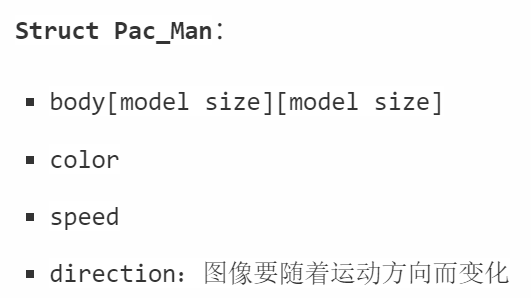 Struct Pac_Man：
▪ body[model size][model size]
▪ color
▪ speed
▪ direction：图像要随着运动方向而变化